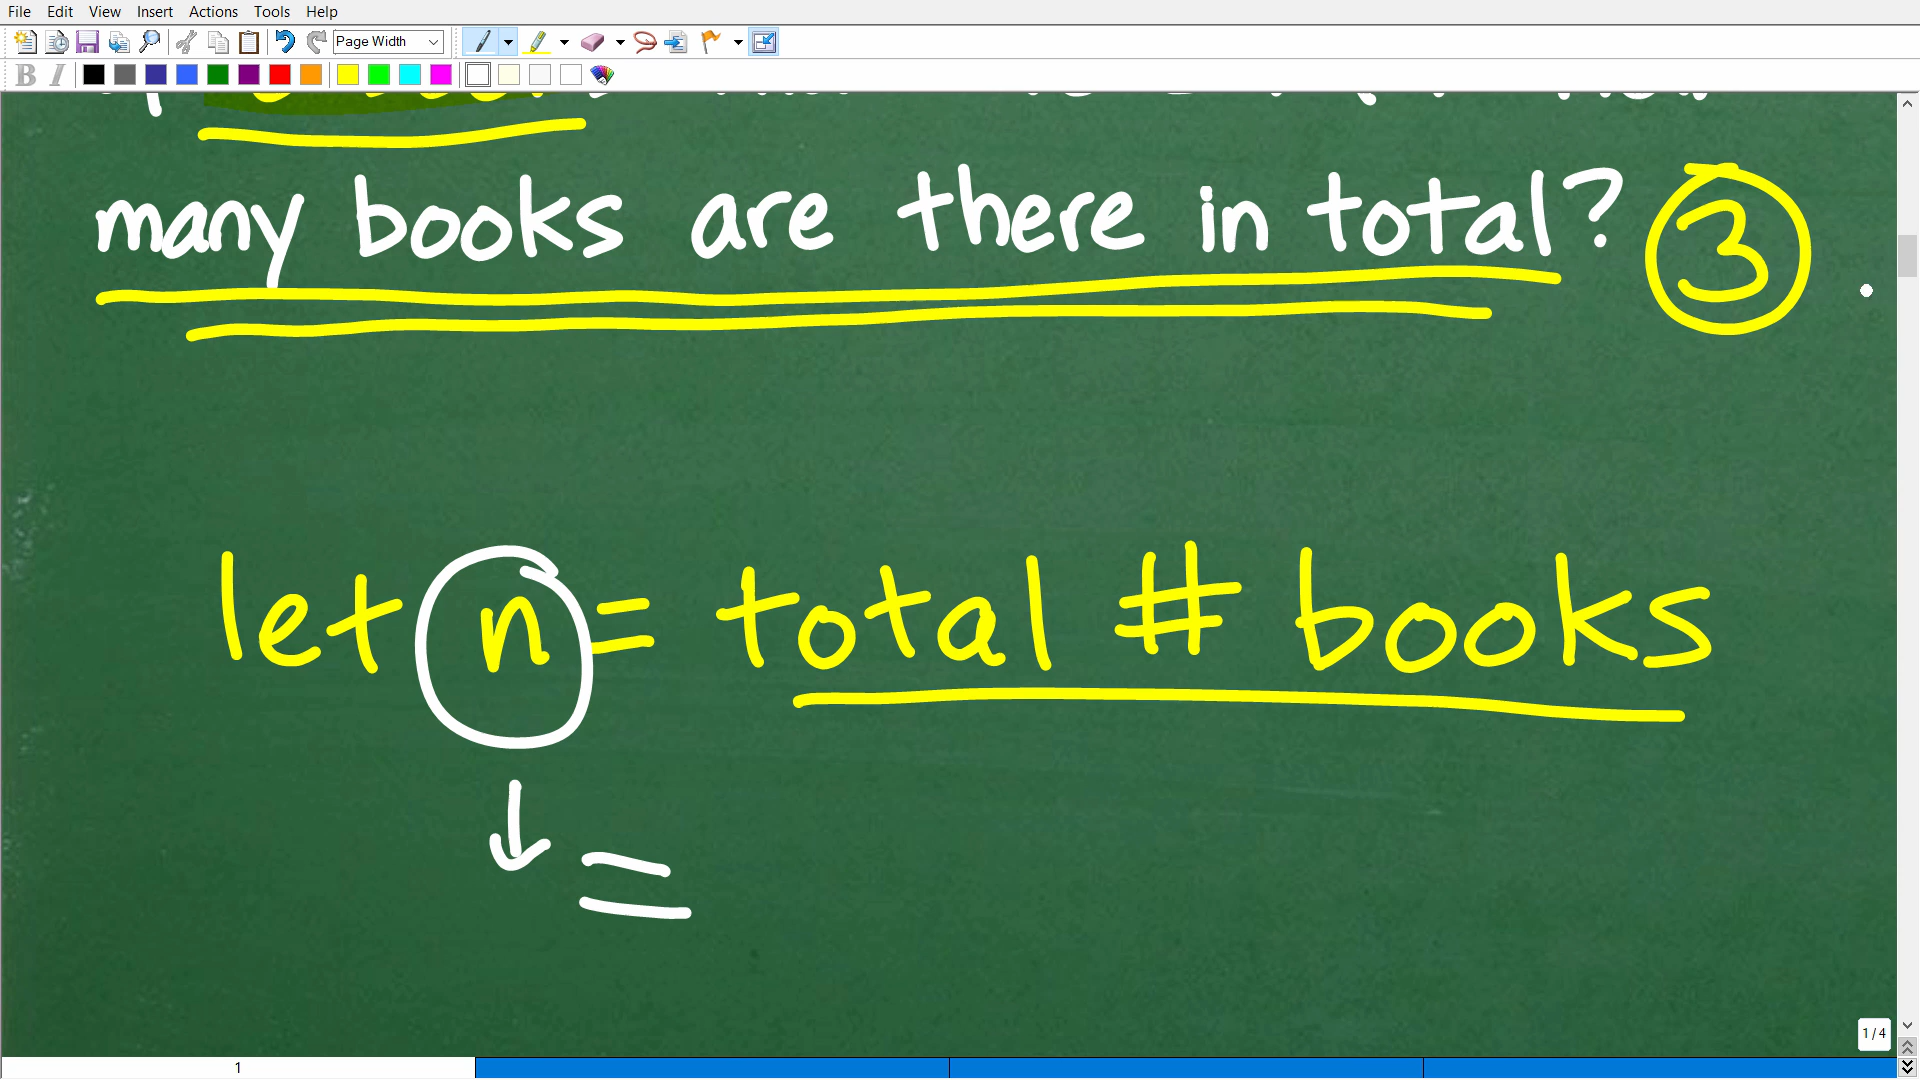 File Edit View Insert Actions Tools Help
Page Width
B I
many books are there in total? 3
let n = total # books
=
1 / 4
1